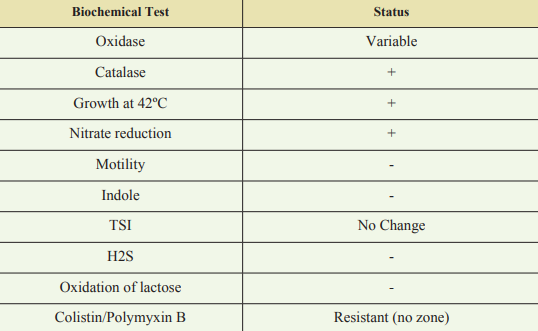 Biochemical Test Status
Oxidase Variable
Catalase +
Growth at 42ºC +
Nitrate reduction +
Motility -
Indole -
TSI No Change
H2S -
Oxidation of lactose -
Colistin/Polymyxin B Resistant (no zone)